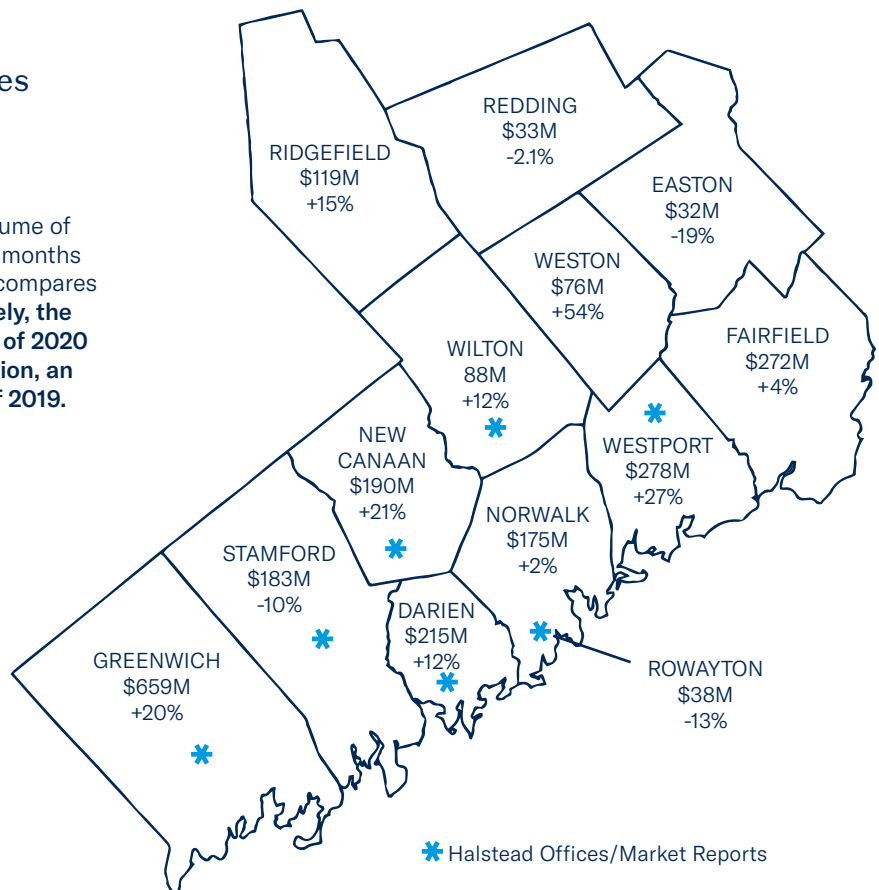 es
ume of
months
compares
ly, the
of 2020
ion, an
f 2019.
RIDGEFIELD
$119M
+15%
REDDING
$33M
-2.1%
EASTON
$32M
-19%
WESTON
$76M
+54%
FAIRFIELD
$272M
+4%
WILTON
88M
+12%
WESTPORT
$278M
+27%
NEW
CANAAN
$190M
+21%
NORWALK
$175M
+2%
STAMFORD
$183M
-10%
DARIEN
$215M
+12%
GREENWICH
$659M
+20%
ROWAYTON
$38M
-13%
Halstead Offices/Market Reports